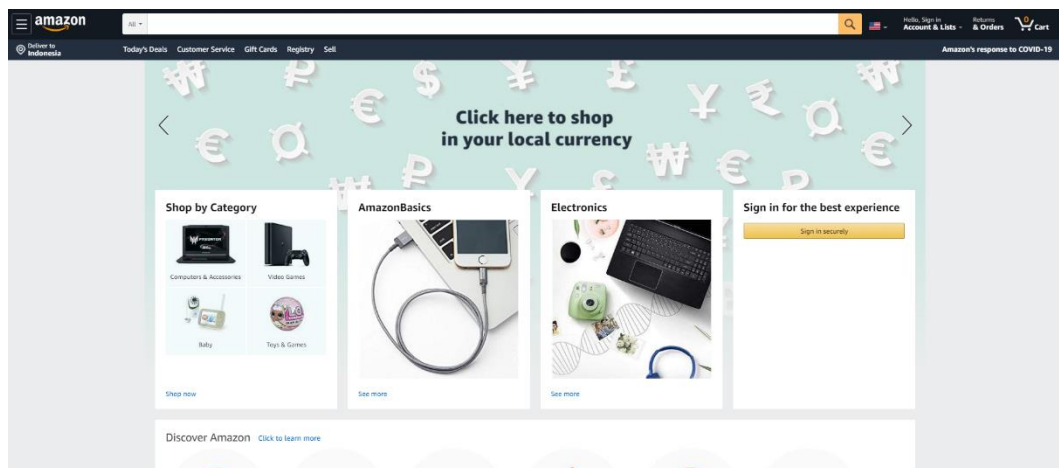 amazon
All
Hello, Sign in
Account & Lists
Returns
& Orders
0
Cart
Deliver to
Indonesia
Today's Deals Customer Service Gift Cards Registry Sell
Amazon's response to COVID-19
Click here to shop
in your local currency
Shop by Category
Computers & Accessories
Video Games
Baby
Toys & Games
Shop now
AmazonBasics
See more
Electronics
See more
Sign in for the best experience
Sign in securely
Discover Amazon Click to learn more